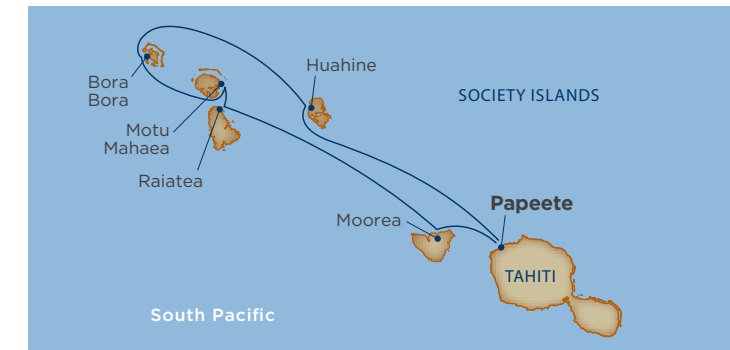 Huahine
Bora
Bora
SOCIETY ISLANDS
Motu
Mahaea
Raiatea
Papeete
Moorea
TAHITI
South Pacific